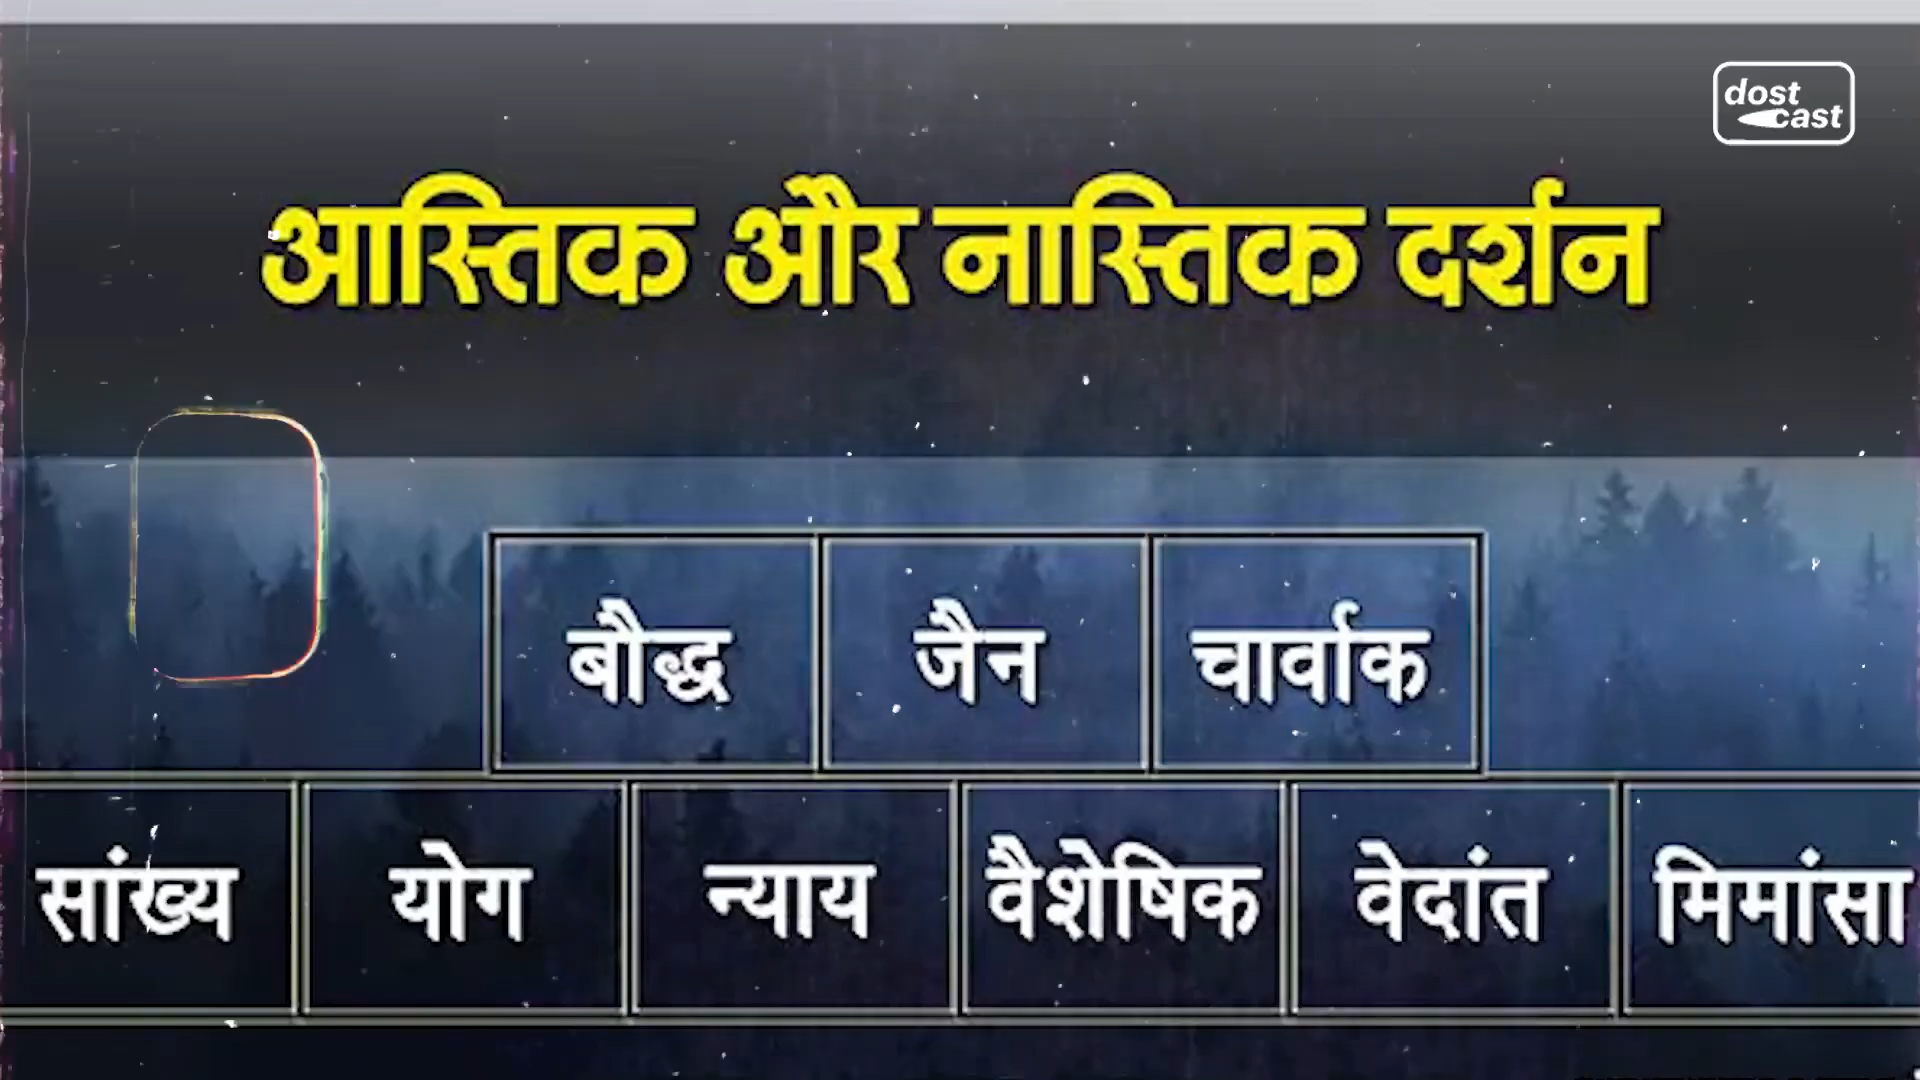 dost
cast
आस्तिक और नास्तिक दर्शन
बौद्ध जैन चार्वाक
सांख्य योग न्याय वैशेषिक वेदांत मिमांसा